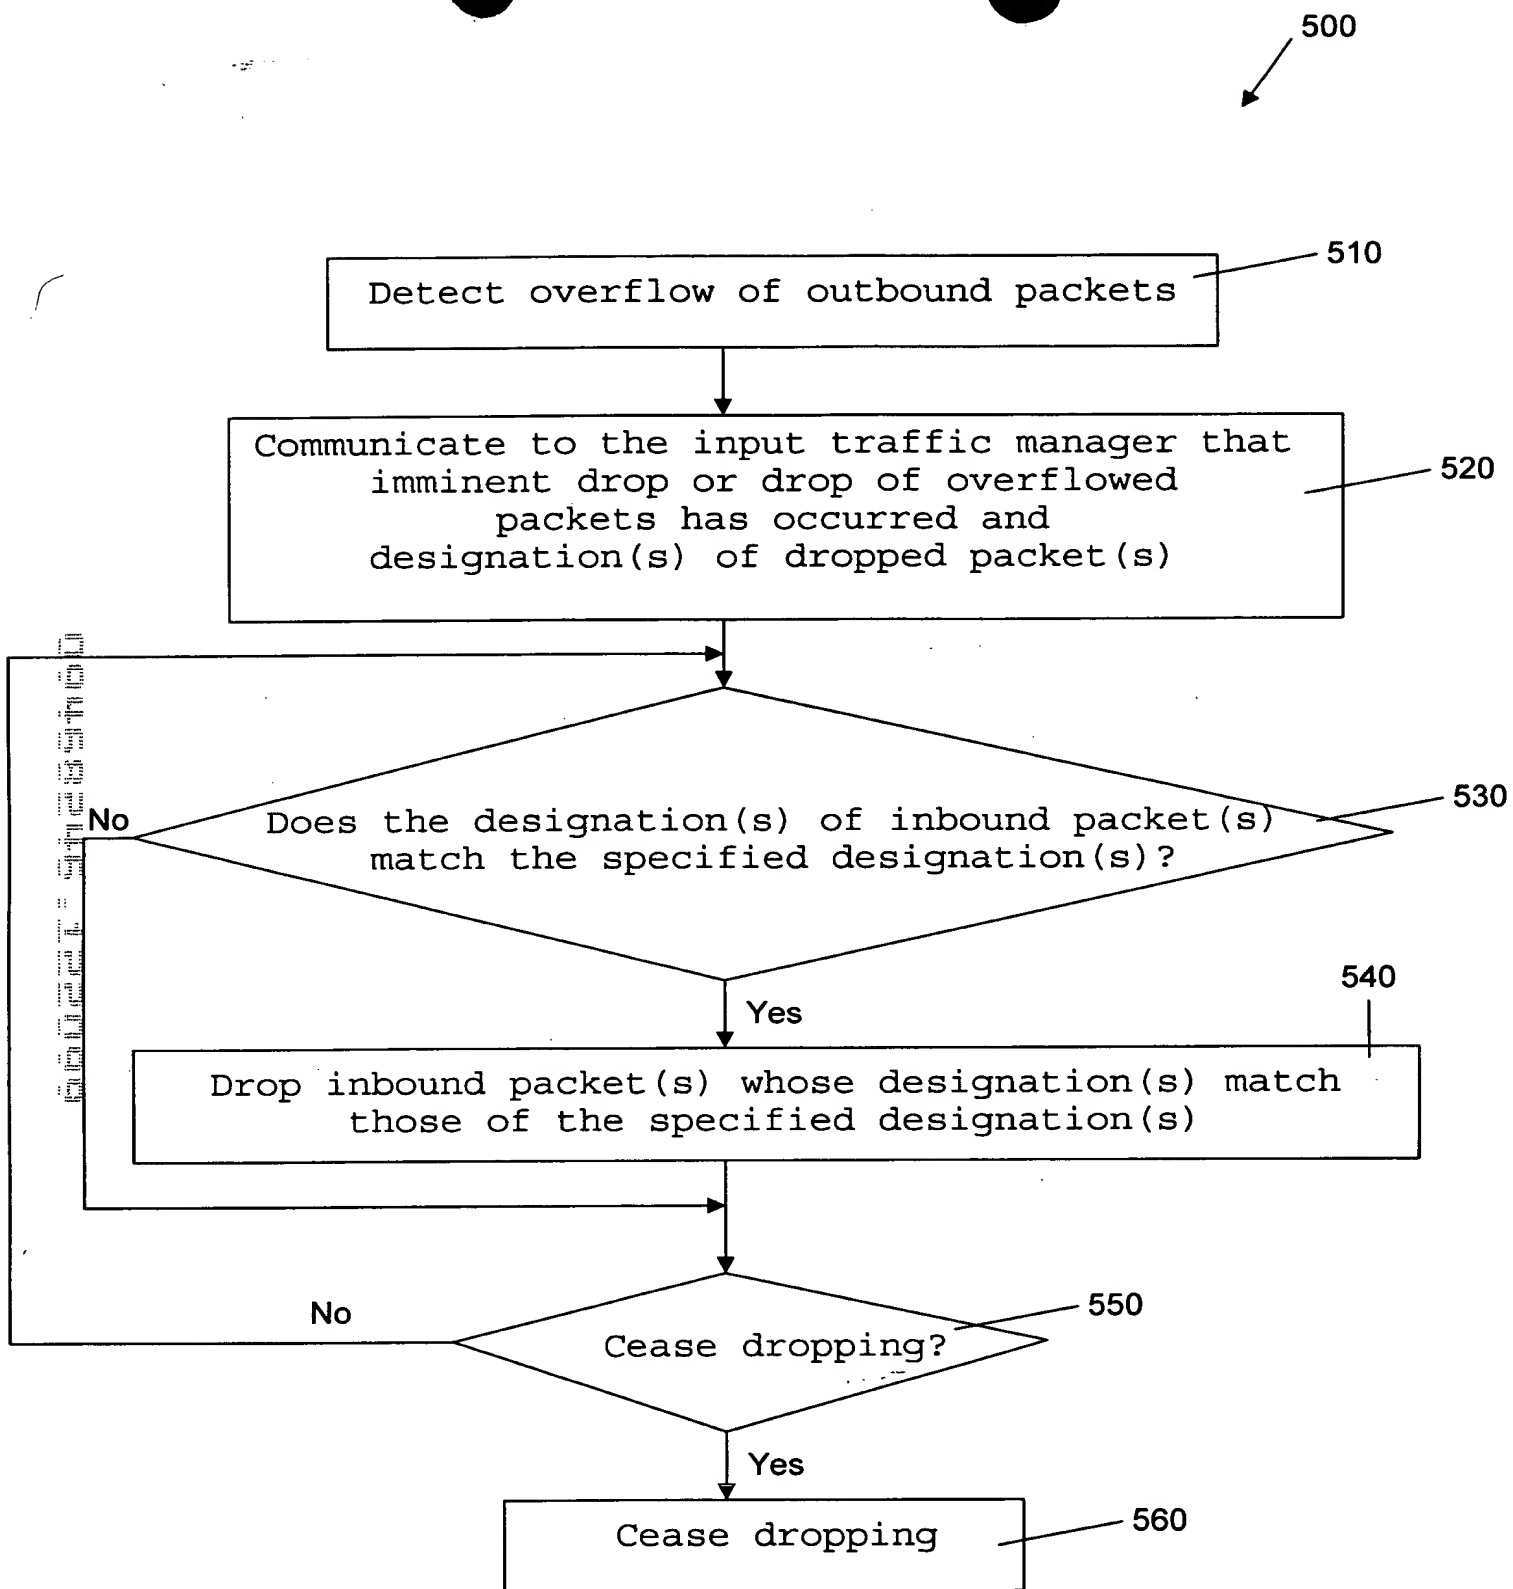 500
510
Detect overflow of outbound packets
Communicate to the input traffic manager that
imminent drop or drop of overflowed
packets has occurred and
designation(s) of dropped packet(s)
520
530
No
Does the designation(s) of inbound packet(s)
match the specified designation(s)?
540
Yes
Drop inbound packet(s) whose designation(s) match
those of the specified designation(s)
550
No
Cease dropping?
Yes
Cease dropping
560